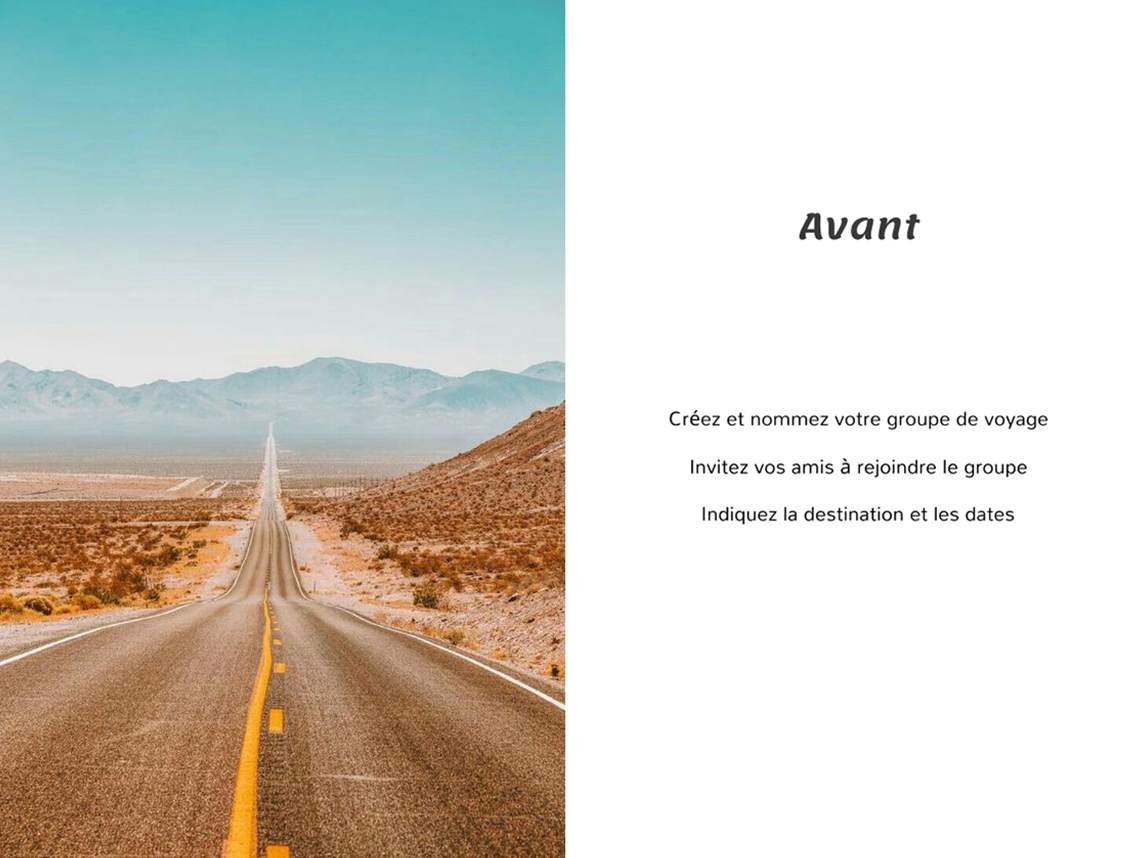 Avant
Créez et nommez votre groupe de voyage
Invitez vos amis à rejoindre le groupe
Indiquez la destination et les dates